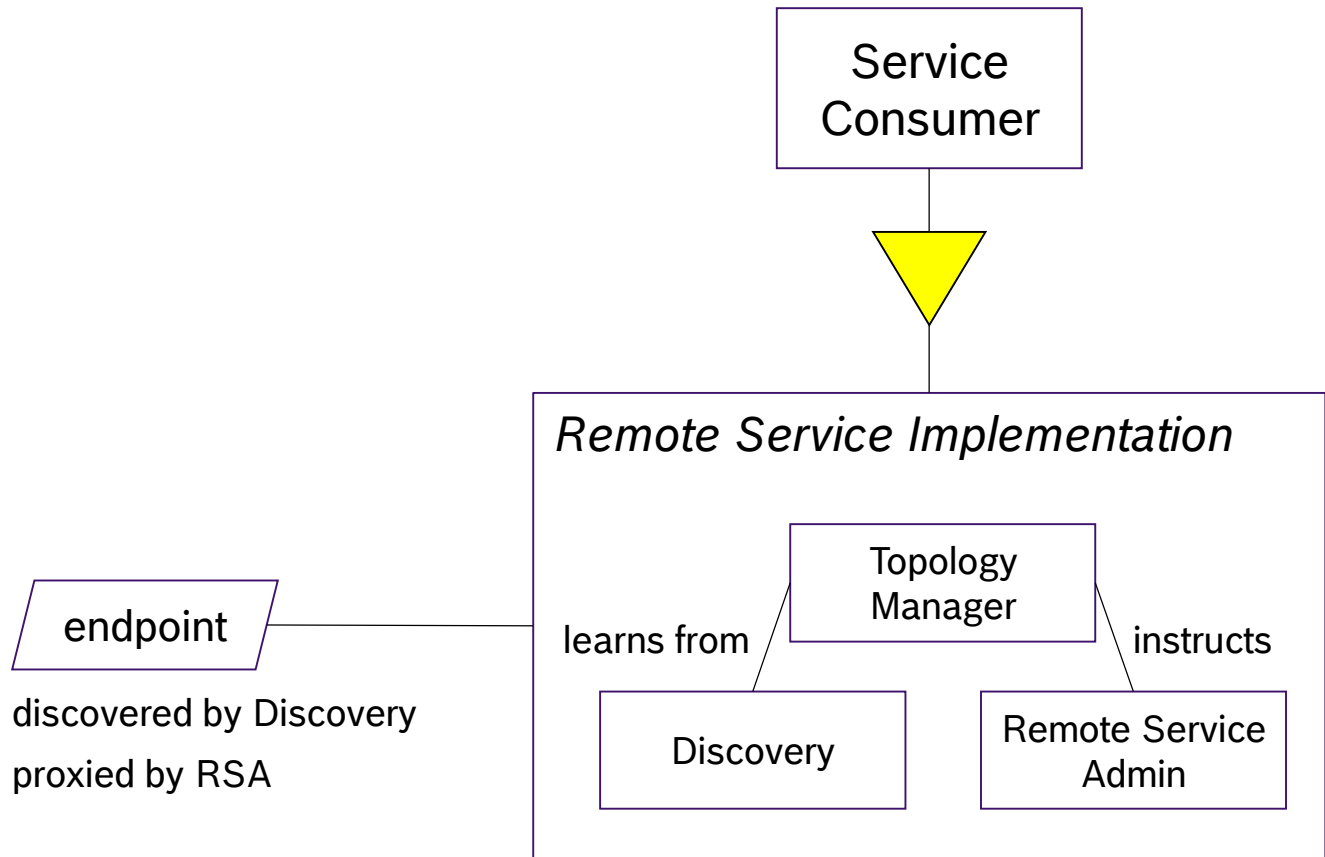 Service
Consumer
Remote Service Implementation
Topology
Manager
endpoint
learns from
instructs
discovered by Discovery
proxied by RSA
Discovery
Remote Service
Admin